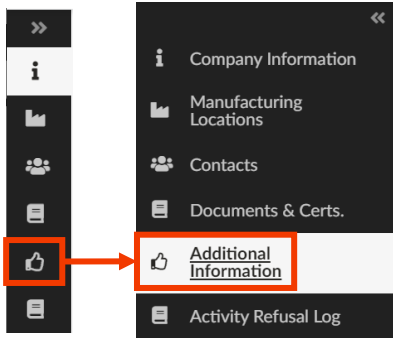 Company Information
Manufacturing
Locations
Contacts
Documents & Certs.
Additional
Information
Activity Refusal Log